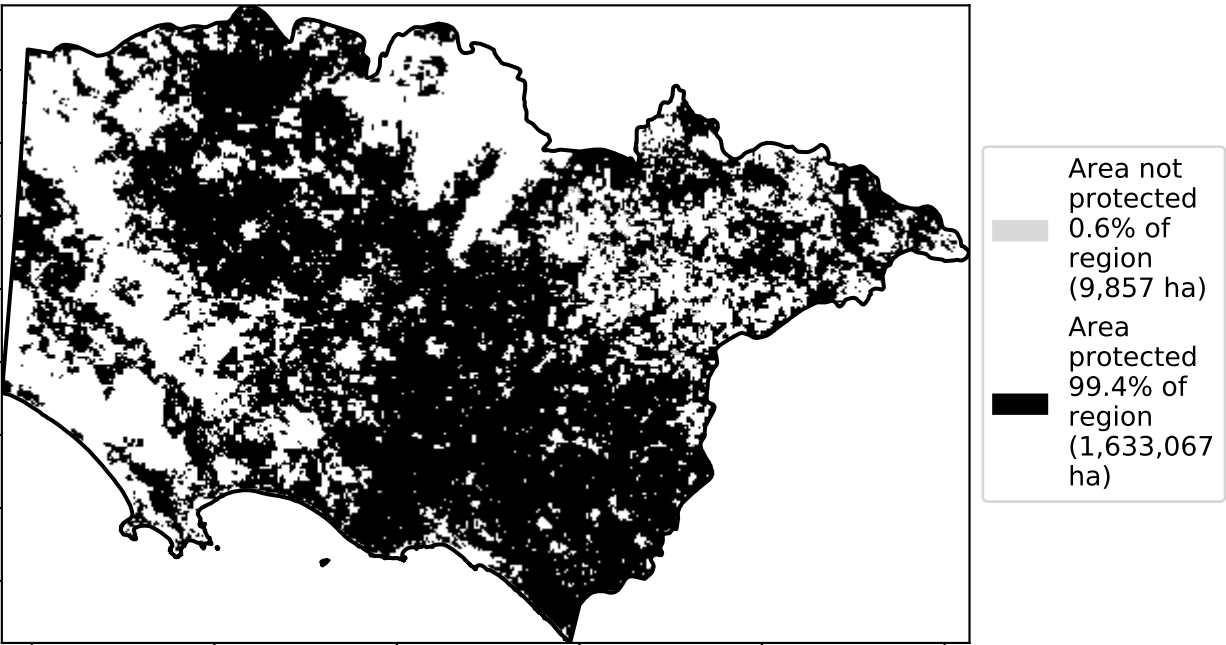 Area not
protected
0.6% of
region
(9,857 ha)
Area
protected
99.4% of
region
(1,633,067
ha)